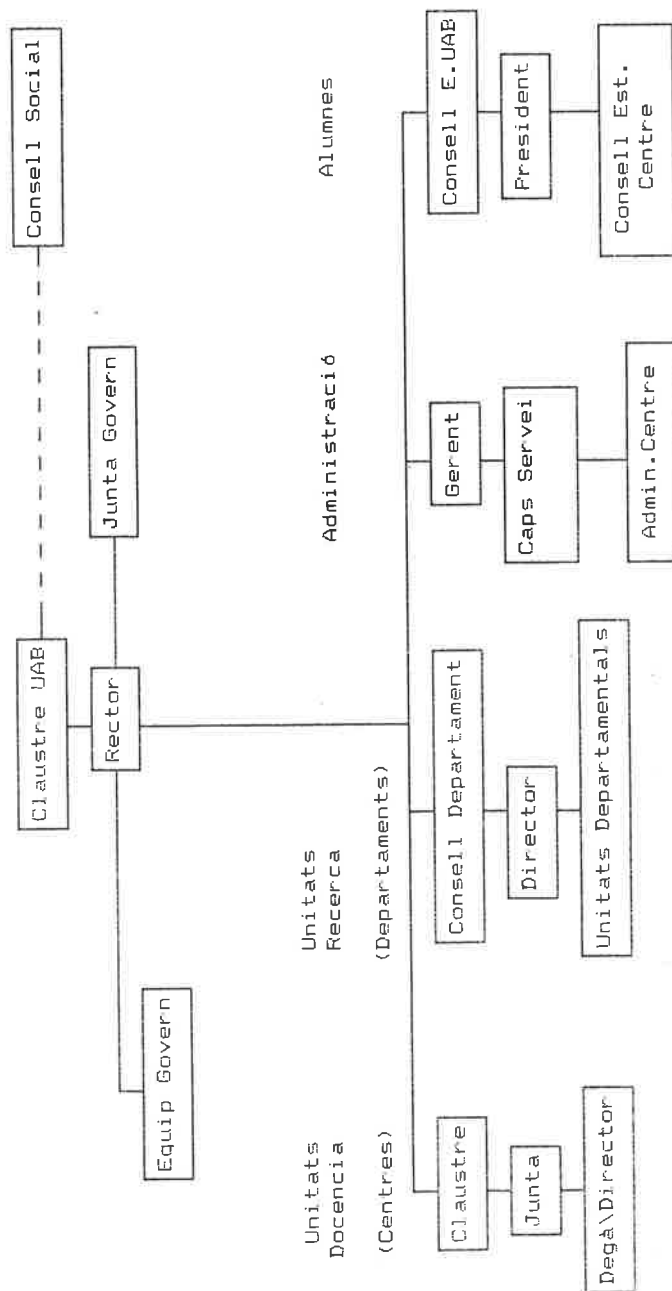 Consell Social
Claustre UAB
Rector
Junta Govern
Equip Govern
Unitats
Docencia
(Centres)
Unitats
Recerca
(Departaments)
Administració
Alumnes
Claustre
Junta
Degà\Director
Consell Departament
Director
Unitats Departamentals
Gerent
Caps Servei
Admin.Centre
Consell E.UAB
President
Consell Est.
Centre